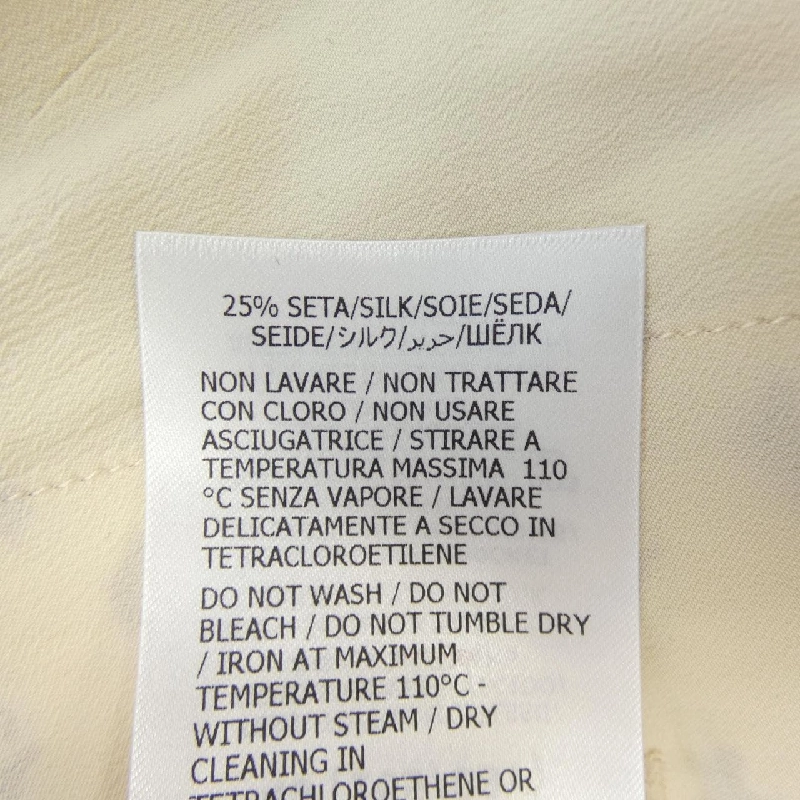 25% SETA/SILK/SOIE/SEDA/
SEIDE/シルク/حرير/ШЁЛК
NON LAVARE / NON TRATTARE
CON CLORO / NON USARE
ASCIUGATRICE / STIRARE A
TEMPERATURA MASSIMA 110
°C SENZA VAPORE / LAVARE
DELICATAMENTE A SECCO IN
TETRACLOROETILENE
DO NOT WASH / DO NOT
BLEACH / DO NOT TUMBLE DRY
/ IRON AT MAXIMUM
TEMPERATURE 110°C -
WITHOUT STEAM / DRY
CLEANING IN
TETRACHLOROETHENE OR